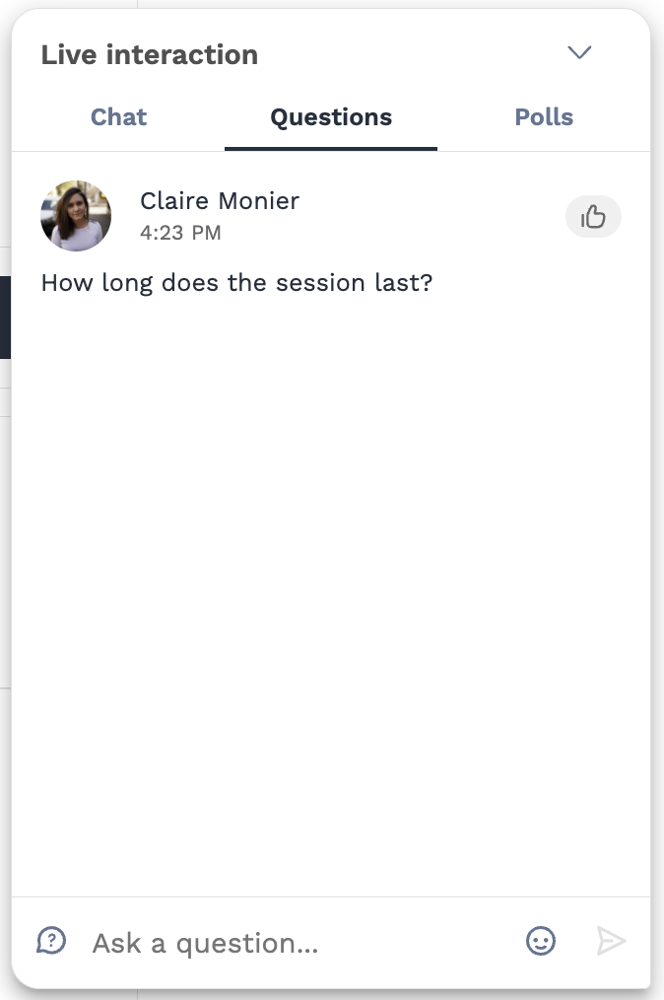 Live interaction
Chat Questions Polls
Claire Monier
4:23 PM
How long does the session last?
Ask a question...